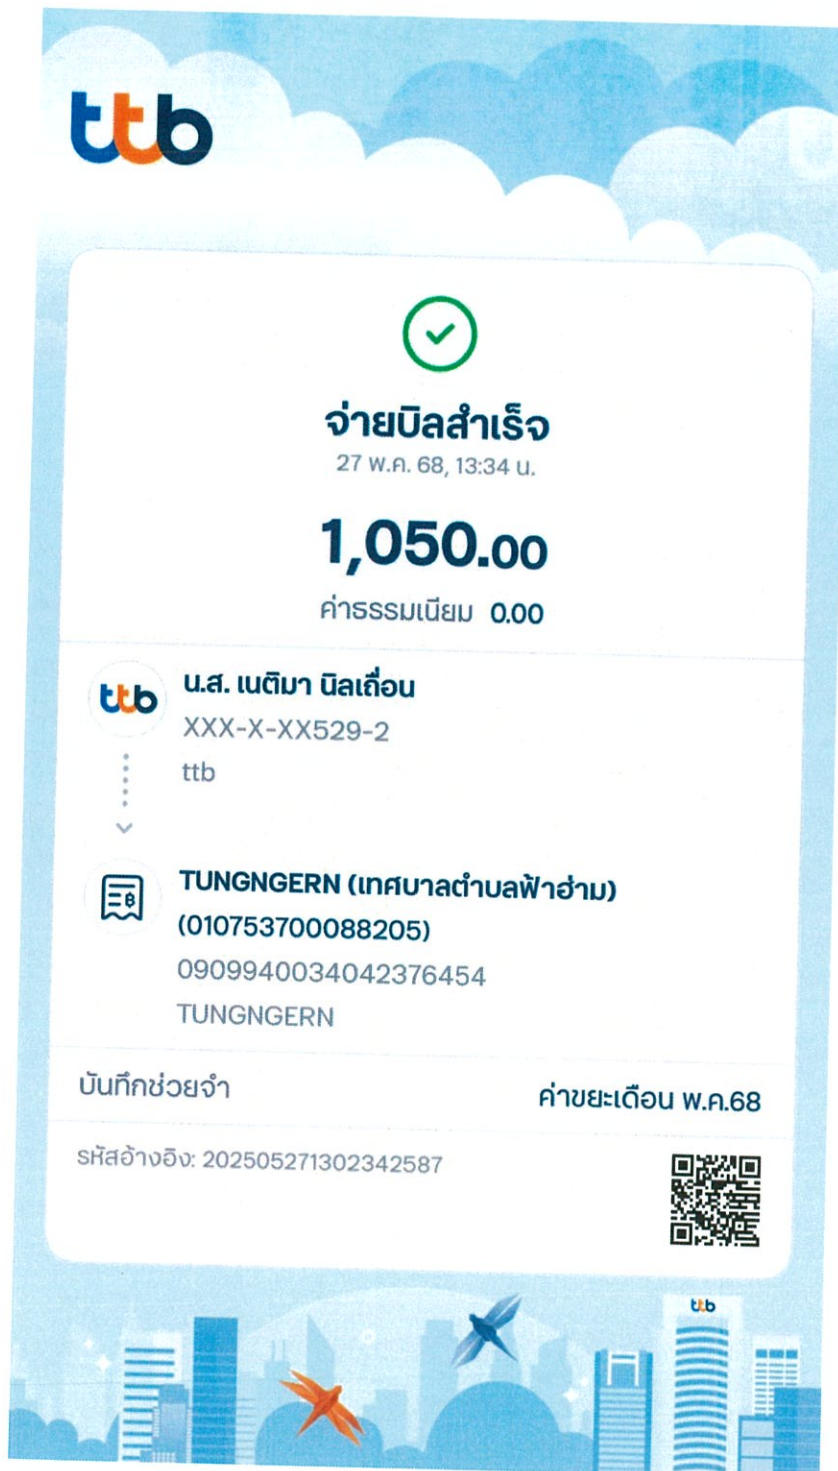 ttb
จ่ายบิลสำเร็จ
27 พ.ค. 68, 13:34 น.
1,050.00
ค่าธรรมเนียม 0.00
ttb
น.ส. เนติมา นิลเถื่อน
XXX-X-XX529-2
ttb
TUNGNGERN (เทศบาลตำบลฟ้าฮ่าม)
(010753700088205)
0909940034042376454
TUNGNGERN
บันทึกช่วยจำ ค่าขยะเดือน พ.ค.68
รหัสอ้างอิง: 202505271302342587
ttb